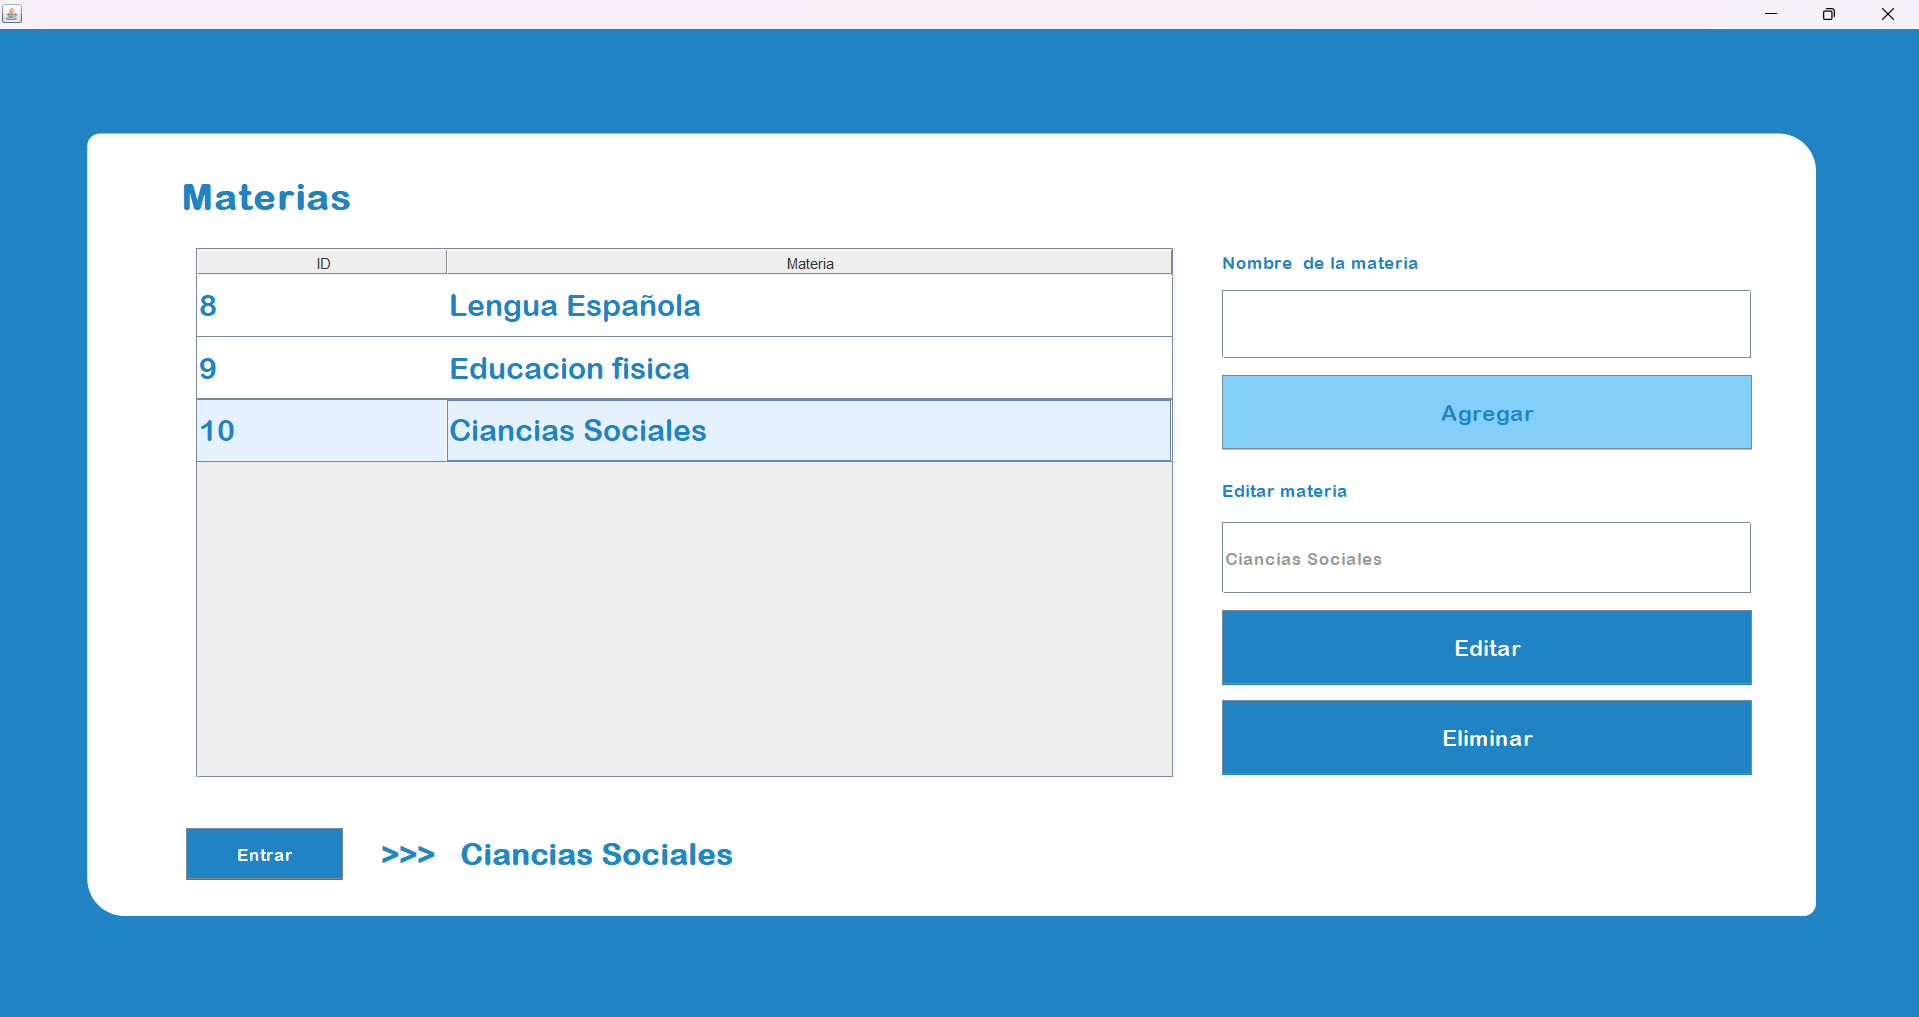 Materias
ID Materia
8 Lengua Española
9 Educacion fisica
10 Ciancias Sociales
Nombre de la materia
Agregar
Editar materia
Ciancias Sociales
Editar
Eliminar
Entrar >>> Ciancias Sociales